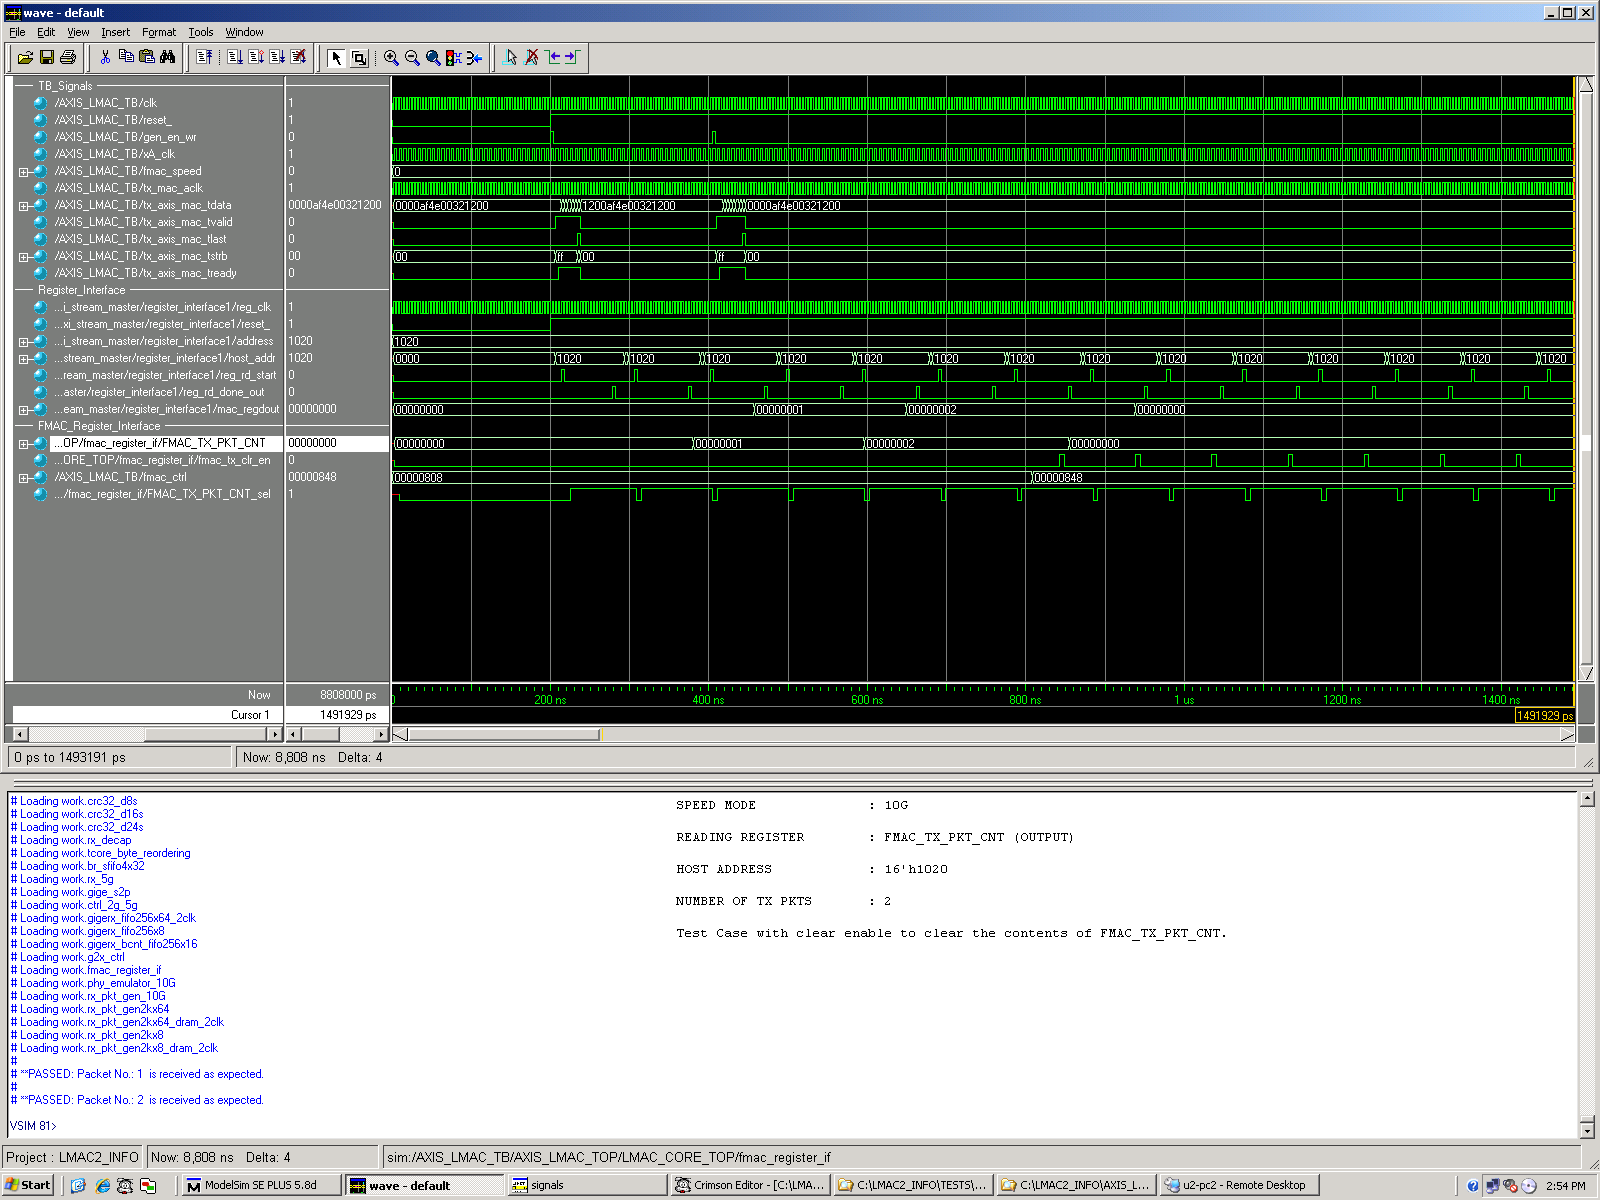 wave - default
File Edit View Insert Format Tools Window
TB_Signals
/AXIS_LMAC_TB/clk 1
/AXIS_LMAC_TB/reset_ 1
/AXIS_LMAC_TB/gen_en_wr 0
/AXIS_LMAC_TB/xA_clk 1
/AXIS_LMAC_TB/fmac_speed 0 0
/AXIS_LMAC_TB/tx_mac_aclk 1
/AXIS_LMAC_TB/tx_axis_mac_tdata 0000af4e00321200 0000af4e00321200 1200af4e00321200 0000af4e00321200
/AXIS_LMAC_TB/tx_axis_mac_tvalid 0
/AXIS_LMAC_TB/tx_axis_mac_tlast 0
/AXIS_LMAC_TB/tx_axis_mac_tstrb 00 00 ff 00 ff 00
/AXIS_LMAC_TB/tx_axis_mac_tready 0
Register_Interface
...i_stream_master/register_interface1/reg_clk 1
...xi_stream_master/register_interface1/reset_ 1
...i_stream_master/register_interface1/address 1020 1020
...stream_master/register_interface1/host_addr 1020 0000 1020 1020 1020 1020 1020 1020 1020 1020 1020 1020 1020 1020 1020 1020
...ream_master/register_interface1/reg_rd_start 0
...aster/register_interface1/reg_rd_done_out 0
...eam_master/register_interface1/mac_regdout 00000000 00000000 00000001 00000002 00000000
FMAC_Register_Interface
...OP/fmac_register_if/FMAC_TX_PKT_CNT 00000000 00000000 00000001 00000002 00000000
...ORE_TOP/fmac_register_if/fmac_tx_clr_en 0
/AXIS_LMAC_TB/fmac_ctrl 00000848 00000808 00000848
.../fmac_register_if/FMAC_TX_PKT_CNT_sel 1
Now 8808000 ps 0 200 ns 400 ns 600 ns 800 ns 1 us 1200 ns 1400 ns
Cursor 1 1491929 ps 1491929 ps
0 ps to 1493191 ps Now: 8,808 ns Delta: 4
# Loading work.crc32_d8s
# Loading work.crc32_d16s
# Loading work.crc32_d24s
# Loading work.rx_decap
# Loading work.tcore_byte_reordering
# Loading work.br_sfifo4x32
# Loading work.rx_5g
# Loading work.gige_s2p
# Loading work.ctrl_2g_5g
# Loading work.gigerx_fifo256x64_2clk
# Loading work.gigerx_fifo256x8
# Loading work.gigerx_bcnt_fifo256x16
# Loading work.g2x_ctrl
# Loading work.fmac_register_if
# Loading work.phy_emulator_10G
# Loading work.rx_pkt_gen_10G
# Loading work.rx_pkt_gen2kx64
# Loading work.rx_pkt_gen2kx64_dram_2clk
# Loading work.rx_pkt_gen2kx8
# Loading work.rx_pkt_gen2kx8_dram_2clk
#
# **PASSED: Packet No.: 1 is received as expected.
#
# **PASSED: Packet No.: 2 is received as expected.
VSIM 81>
SPEED MODE : 10G
READING REGISTER : FMAC_TX_PKT_CNT (OUTPUT)
HOST ADDRESS : 16'h1020
NUMBER OF TX PKTS : 2
Test Case with clear enable to clear the contents of FMAC_TX_PKT_CNT.
Project : LMAC2_INFO Now: 8,808 ns Delta: 4 sim:/AXIS_LMAC_TB/AXIS_LMAC_TOP/LMAC_CORE_TOP/fmac_register_if
Start ModelSim SE PLUS 5.8d wave - default signals Crimson Editor - [C:\LMA... C:\LMAC2_INFO\TESTS\... C:\LMAC2_INFO\AXIS_L... u2-pc2 - Remote Desktop 2:54 PM